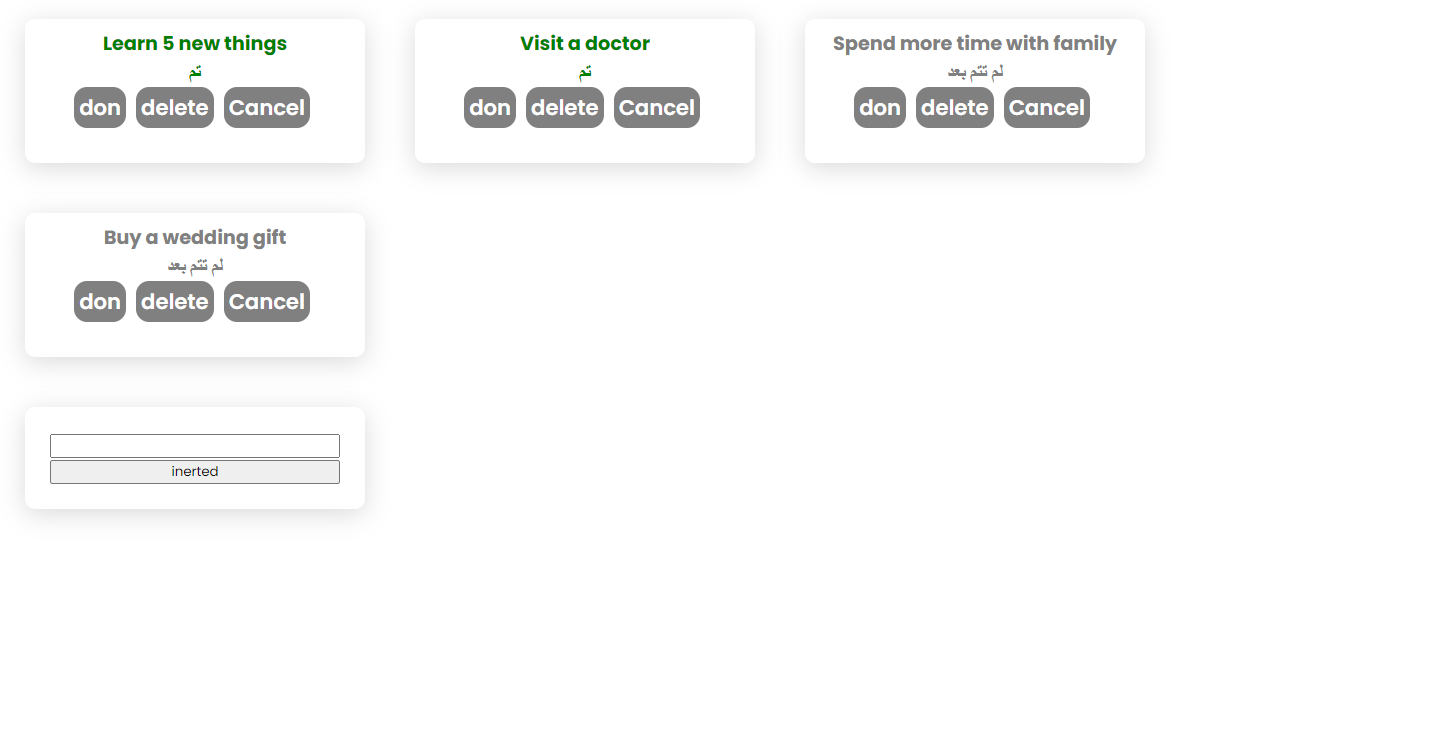 Learn 5 new things
تم
don delete Cancel
Visit a doctor
تم
don delete Cancel
Spend more time with family
لم تتم بعد
don delete Cancel
Buy a wedding gift
لم تتم بعد
don delete Cancel
inerted